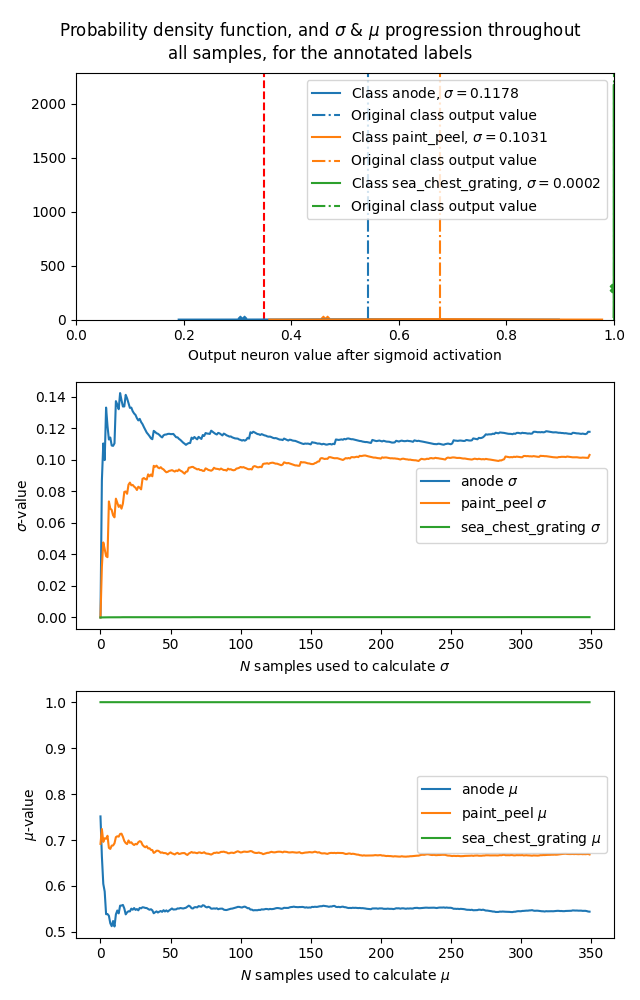 Probability density function, and σ & μ progression throughout
all samples, for the annotated labels
2000
1500
1000
500
0
Class anode, σ = 0.1178
Original class output value
Class paint_peel, σ = 0.1031
Original class output value
Class sea_chest_grating, σ = 0.0002
Original class output value
0.0 0.2 0.4 0.6 0.8 1.0
Output neuron value after sigmoid activation
0.14
0.12
0.10
0.08
0.06
0.04
0.02
0.00
σ-value
anode σ
paint_peel σ
sea_chest_grating σ
0 50 100 150 200 250 300 350
N samples used to calculate σ
1.0
0.9
0.8
0.7
0.6
0.5
μ-value
anode μ
paint_peel μ
sea_chest_grating μ
0 50 100 150 200 250 300 350
N samples used to calculate μ